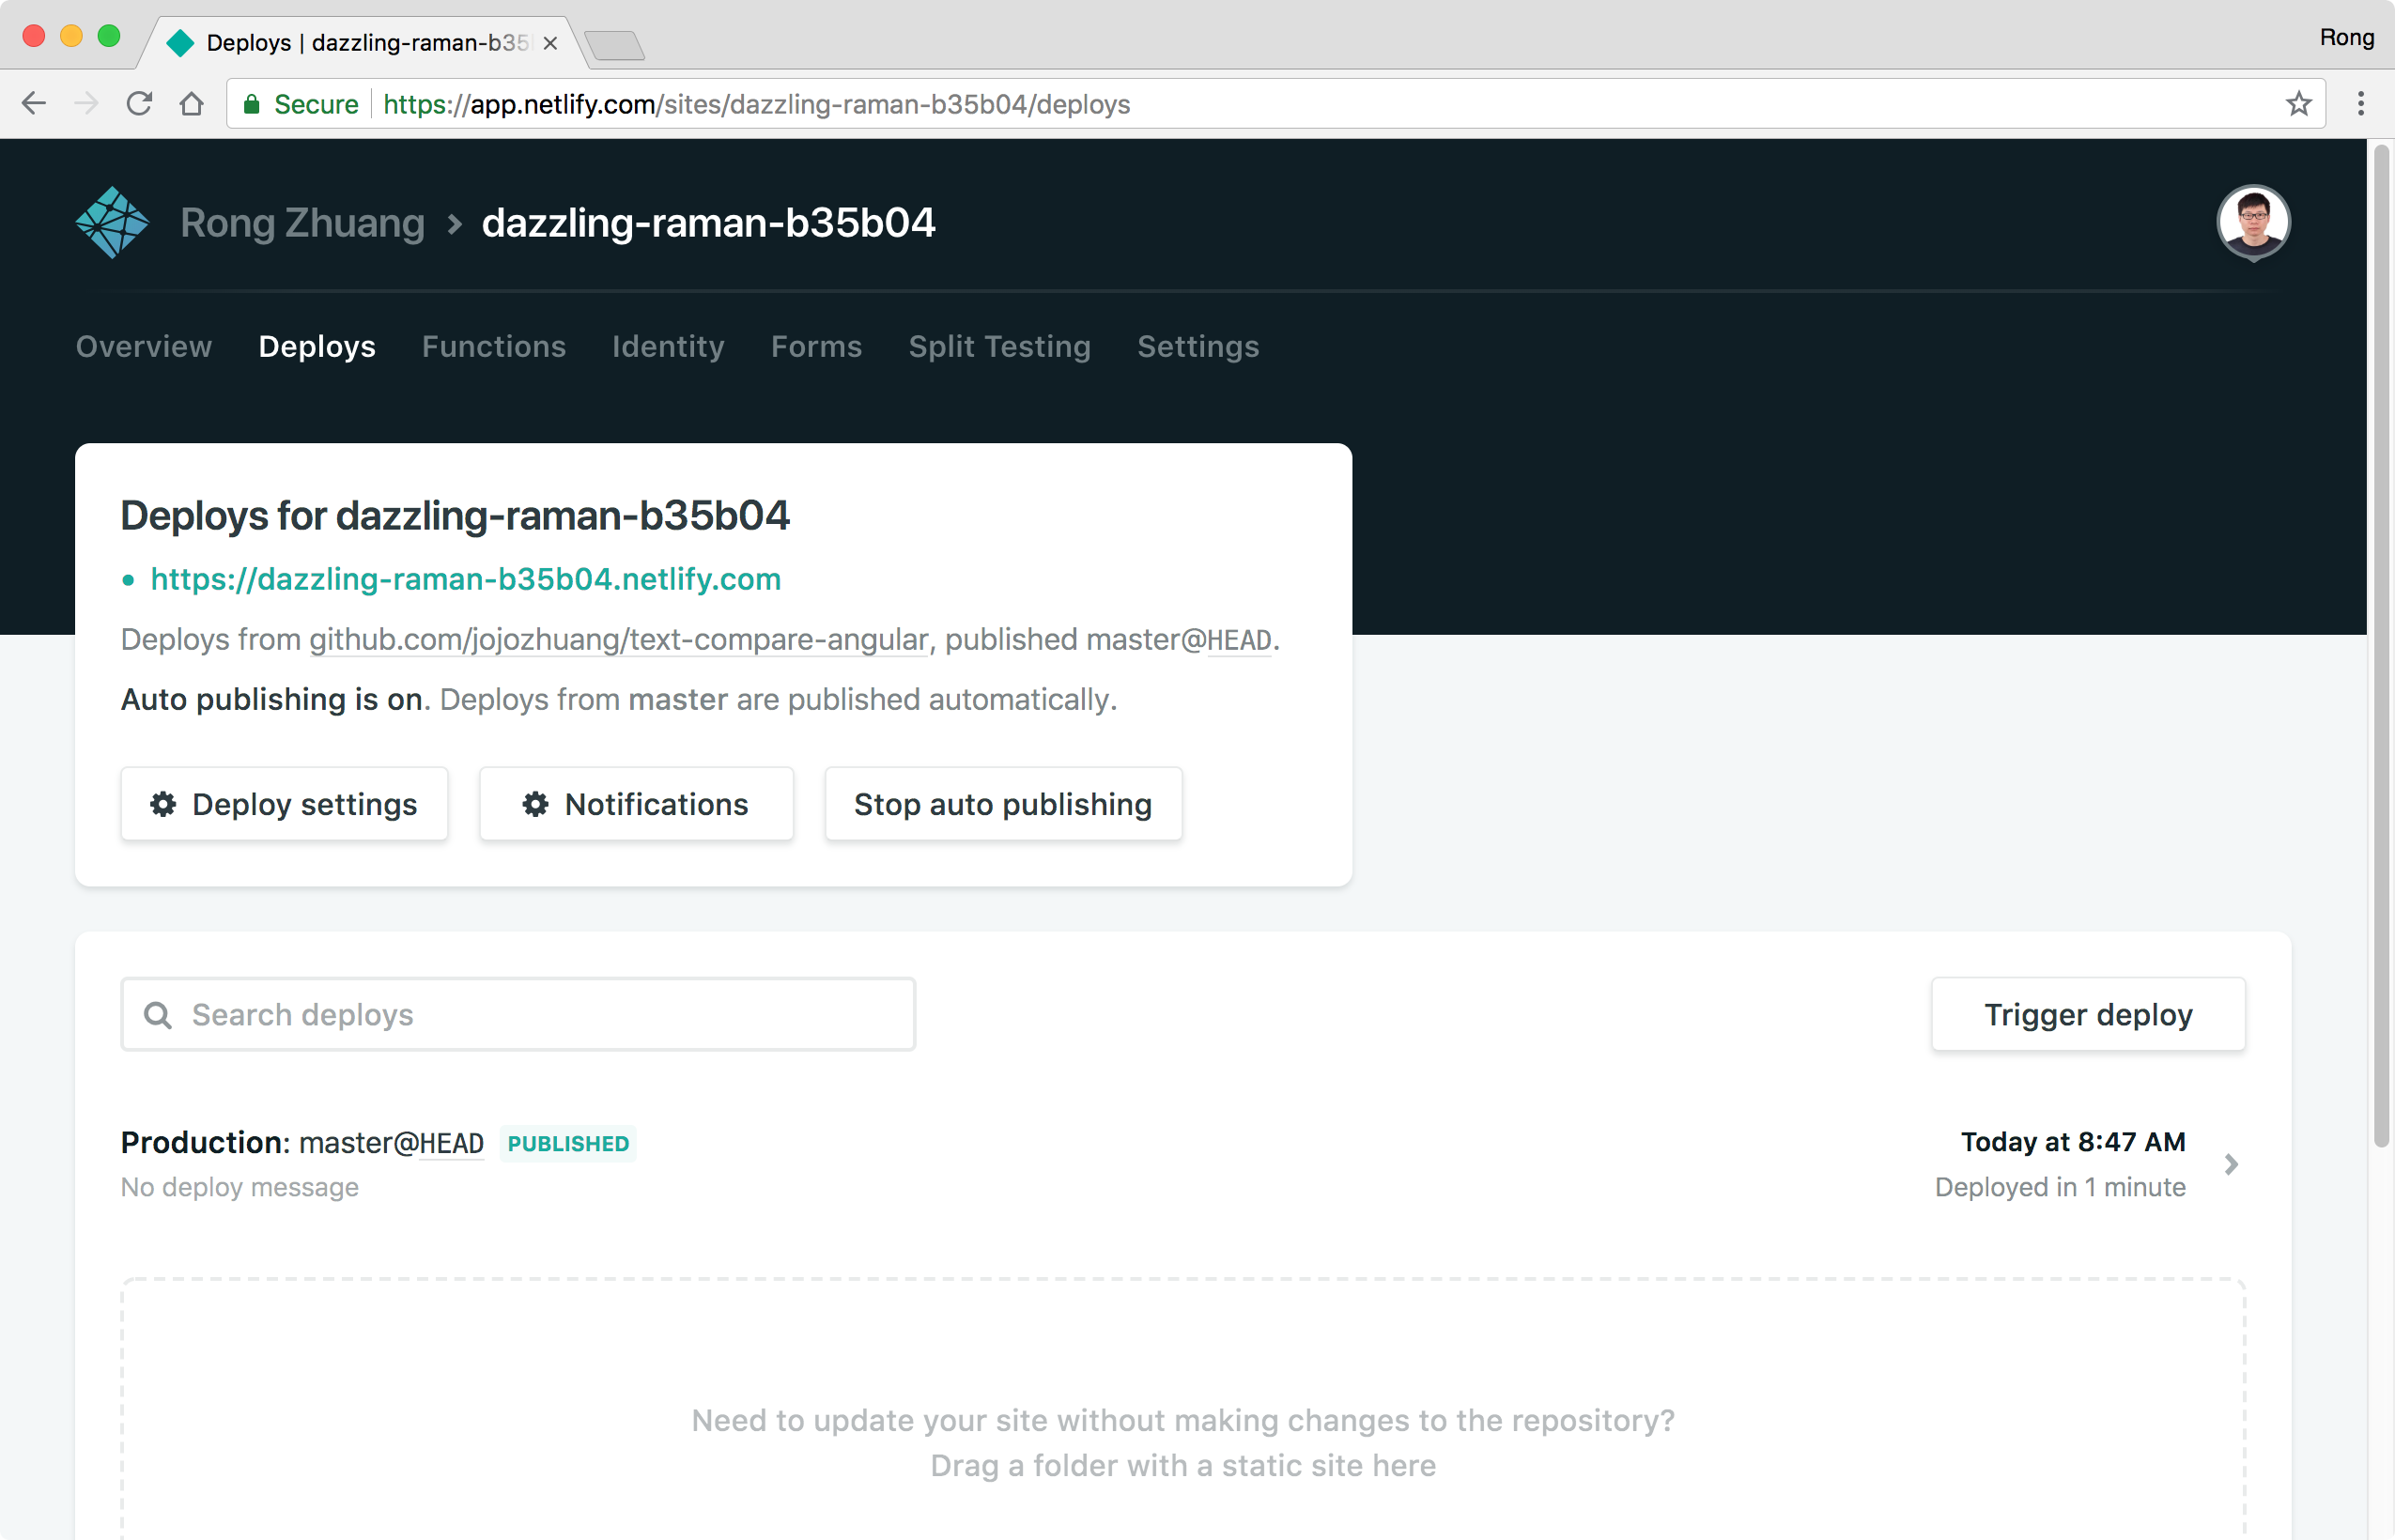 Deploys | dazzling-raman-b35
Rong
Secure https://app.netlify.com/sites/dazzling-raman-b35b04/deploys
Rong Zhuang > dazzling-raman-b35b04
Overview Deploys Functions Identity Forms Split Testing Settings
Deploys for dazzling-raman-b35b04
• https://dazzling-raman-b35b04.netlify.com
Deploys from github.com/jojozhuang/text-compare-angular, published master@HEAD.
Auto publishing is on. Deploys from master are published automatically.
Deploy settings Notifications Stop auto publishing
Search deploys Trigger deploy
Production: master@HEAD PUBLISHED Today at 8:47 AM
No deploy message Deployed in 1 minute
Need to update your site without making changes to the repository?
Drag a folder with a static site here